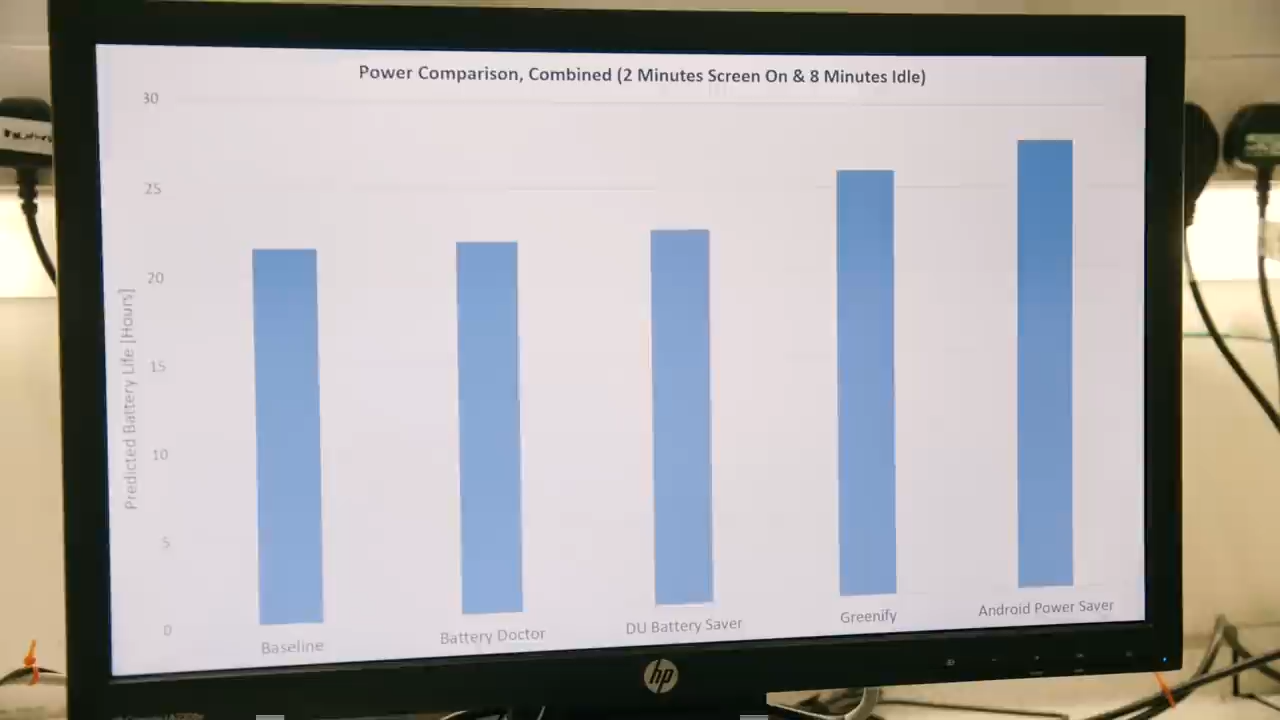 Power Comparison, Combined (2 Minutes Screen On & 8 Minutes Idle)
30
25
20
15
10
5
0
Predicted Battery Life [Hours]
Baseline
Battery Doctor
DU Battery Saver
Greenify
Android Power Saver
hp